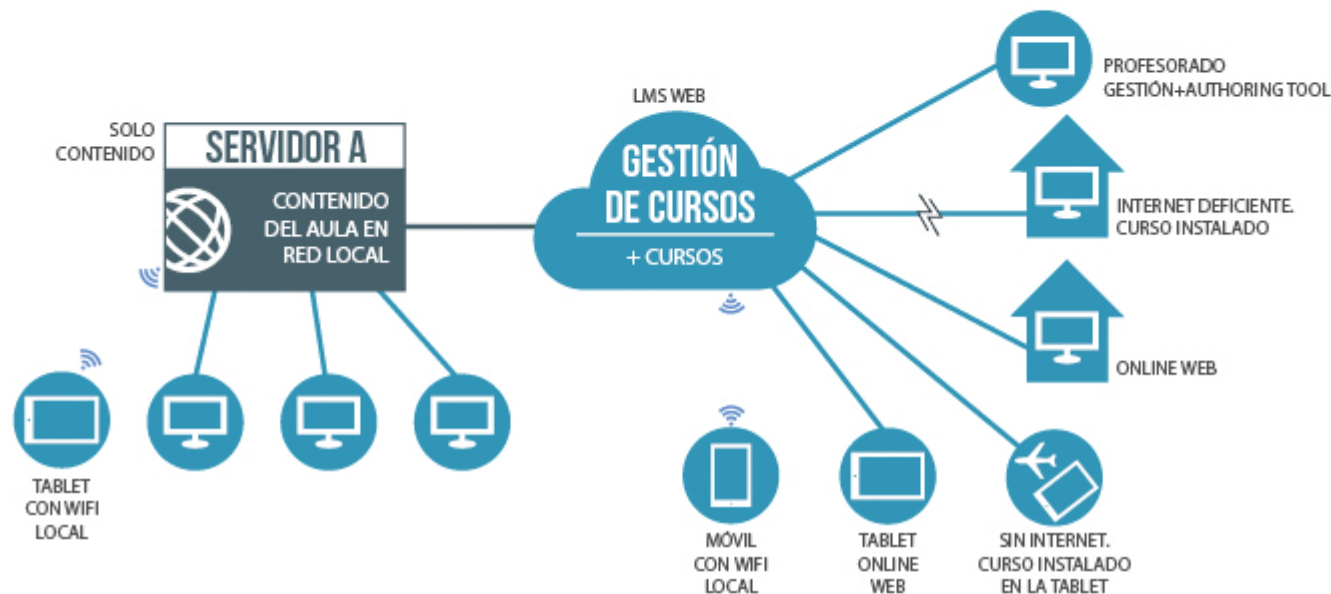 LMS WEB
PROFESORADO
GESTIÓN+AUTHORING TOOL
SOLO
CONTENIDO
SERVIDOR A
CONTENIDO
DEL AULA EN
RED LOCAL
GESTIÓN
DE CURSOS
+ CURSOS
INTERNET DEFICIENTE.
CURSO INSTALADO
ONLINE WEB
TABLET
CON WIFI
LOCAL
MÓVIL
CON WIFI
LOCAL
TABLET
ONLINE
WEB
SIN INTERNET.
CURSO INSTALADO
EN LA TABLET